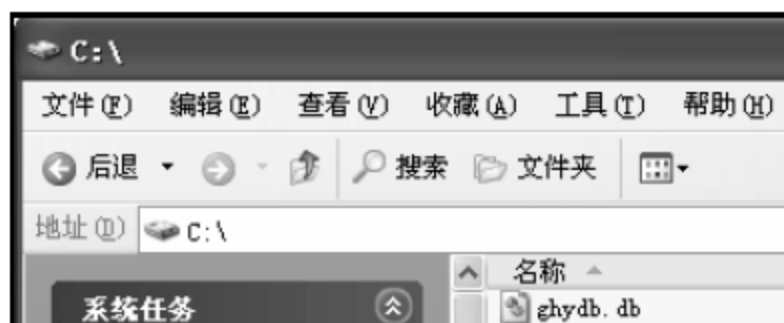 C:\
文件(F) 编辑(E) 查看(V) 收藏(A) 工具(T) 帮助(H)
后退 搜索 文件夹
地址(D) C:\
名称
系统任务 ghydb.db